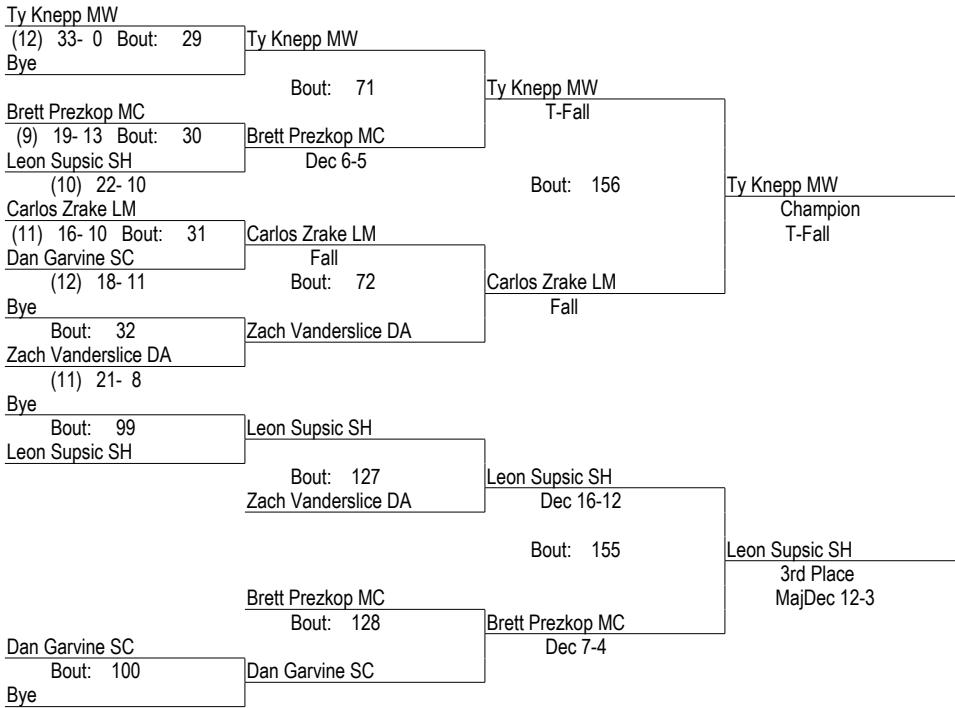 Ty Knepp MW
(12) 33- 0 Bout: 29 Ty Knepp MW
Bye
Bout: 71 Ty Knepp MW
Brett Prezkop MC T-Fall
(9) 19- 13 Bout: 30 Brett Prezkop MC
Leon Supsic SH Dec 6-5
(10) 22- 10 Bout: 156 Ty Knepp MW
Carlos Zrake LM Champion
(11) 16- 10 Bout: 31 Carlos Zrake LM T-Fall
Dan Garvine SC Fall
(12) 18- 11 Bout: 72 Carlos Zrake LM
Bye Fall
Bout: 32 Zach Vanderslice DA
Zach Vanderslice DA
(11) 21- 8
Bye
Bout: 99 Leon Supsic SH
Leon Supsic SH
Bout: 127 Leon Supsic SH
Zach Vanderslice DA Dec 16-12
Bout: 155 Leon Supsic SH
3rd Place
Brett Prezkop MC MajDec 12-3
Bout: 128 Brett Prezkop MC
Dan Garvine SC Dec 7-4
Bout: 100 Dan Garvine SC
Bye